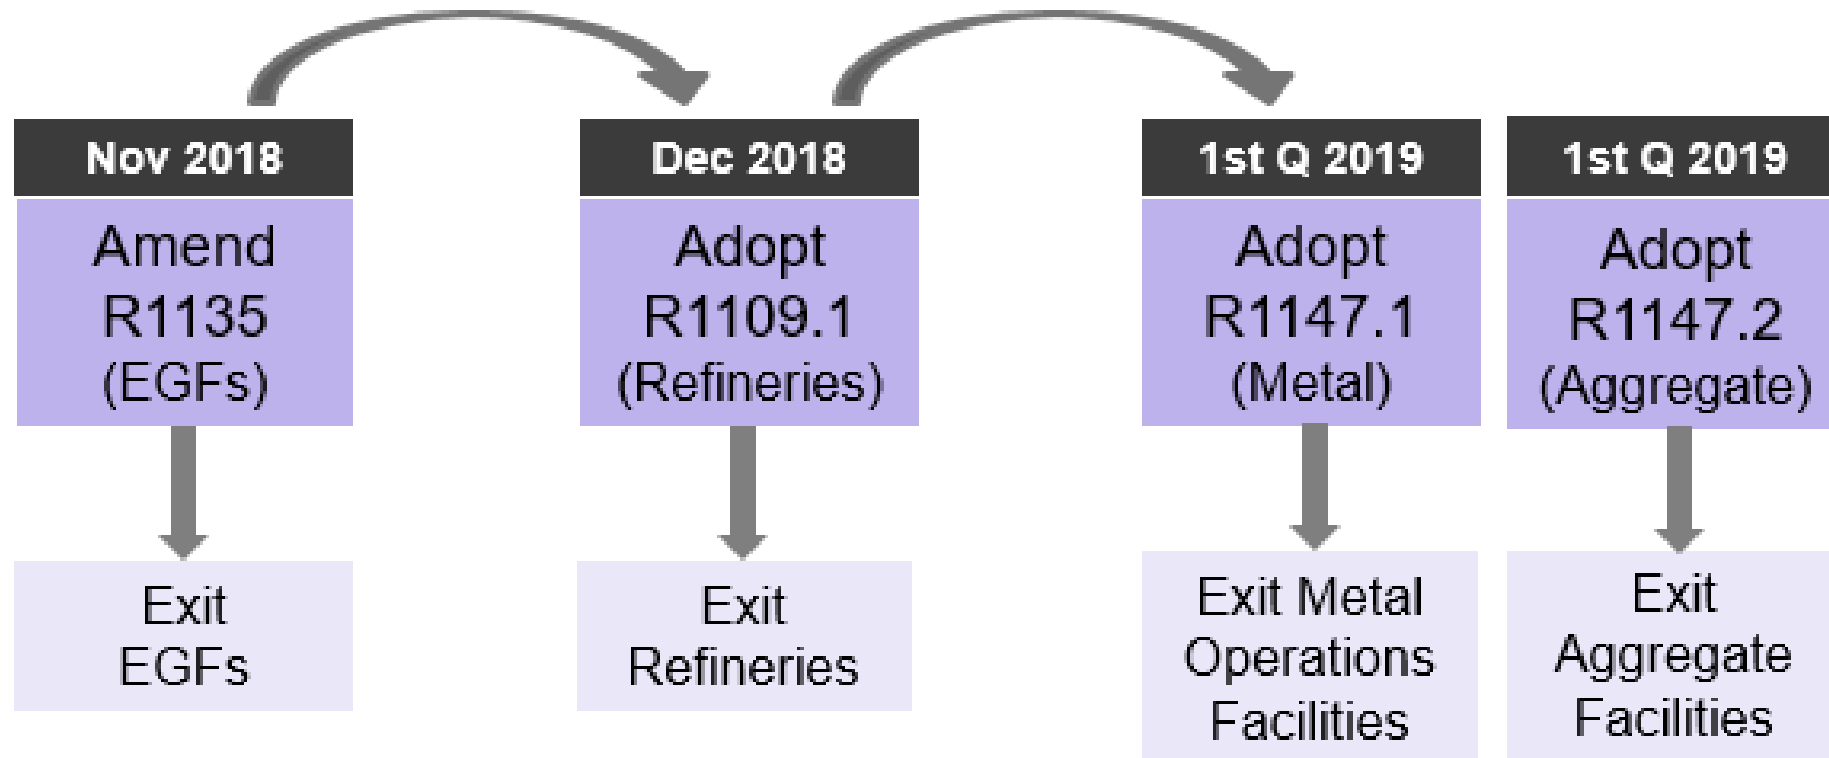 Nov 2018
Amend
R1135
(EGFs)
Exit
EGFs
Dec 2018
Adopt
R1109.1
(Refineries)
Exit
Refineries
1st Q 2019
Adopt
R1147.1
(Metal)
Exit Metal
Operations
Facilities
1st Q 2019
Adopt
R1147.2
(Aggregate)
Exit
Aggregate
Facilities